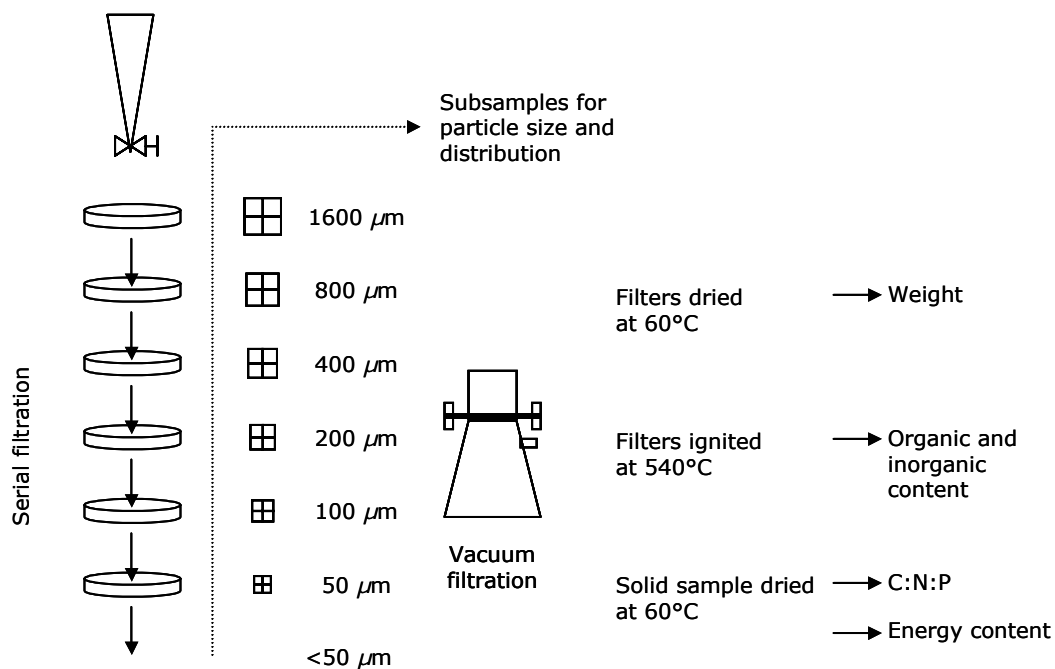 Subsamples for
particle size and
distribution
1600 µm
800 µm
400 µm
200 µm
100 µm
50 µm
<50 µm
Serial filtration
Vacuum
filtration
Filters dried
at 60°C
Weight
Filters ignited
at 540°C
Organic and
inorganic
content
Solid sample dried
at 60°C
C:N:P
Energy content